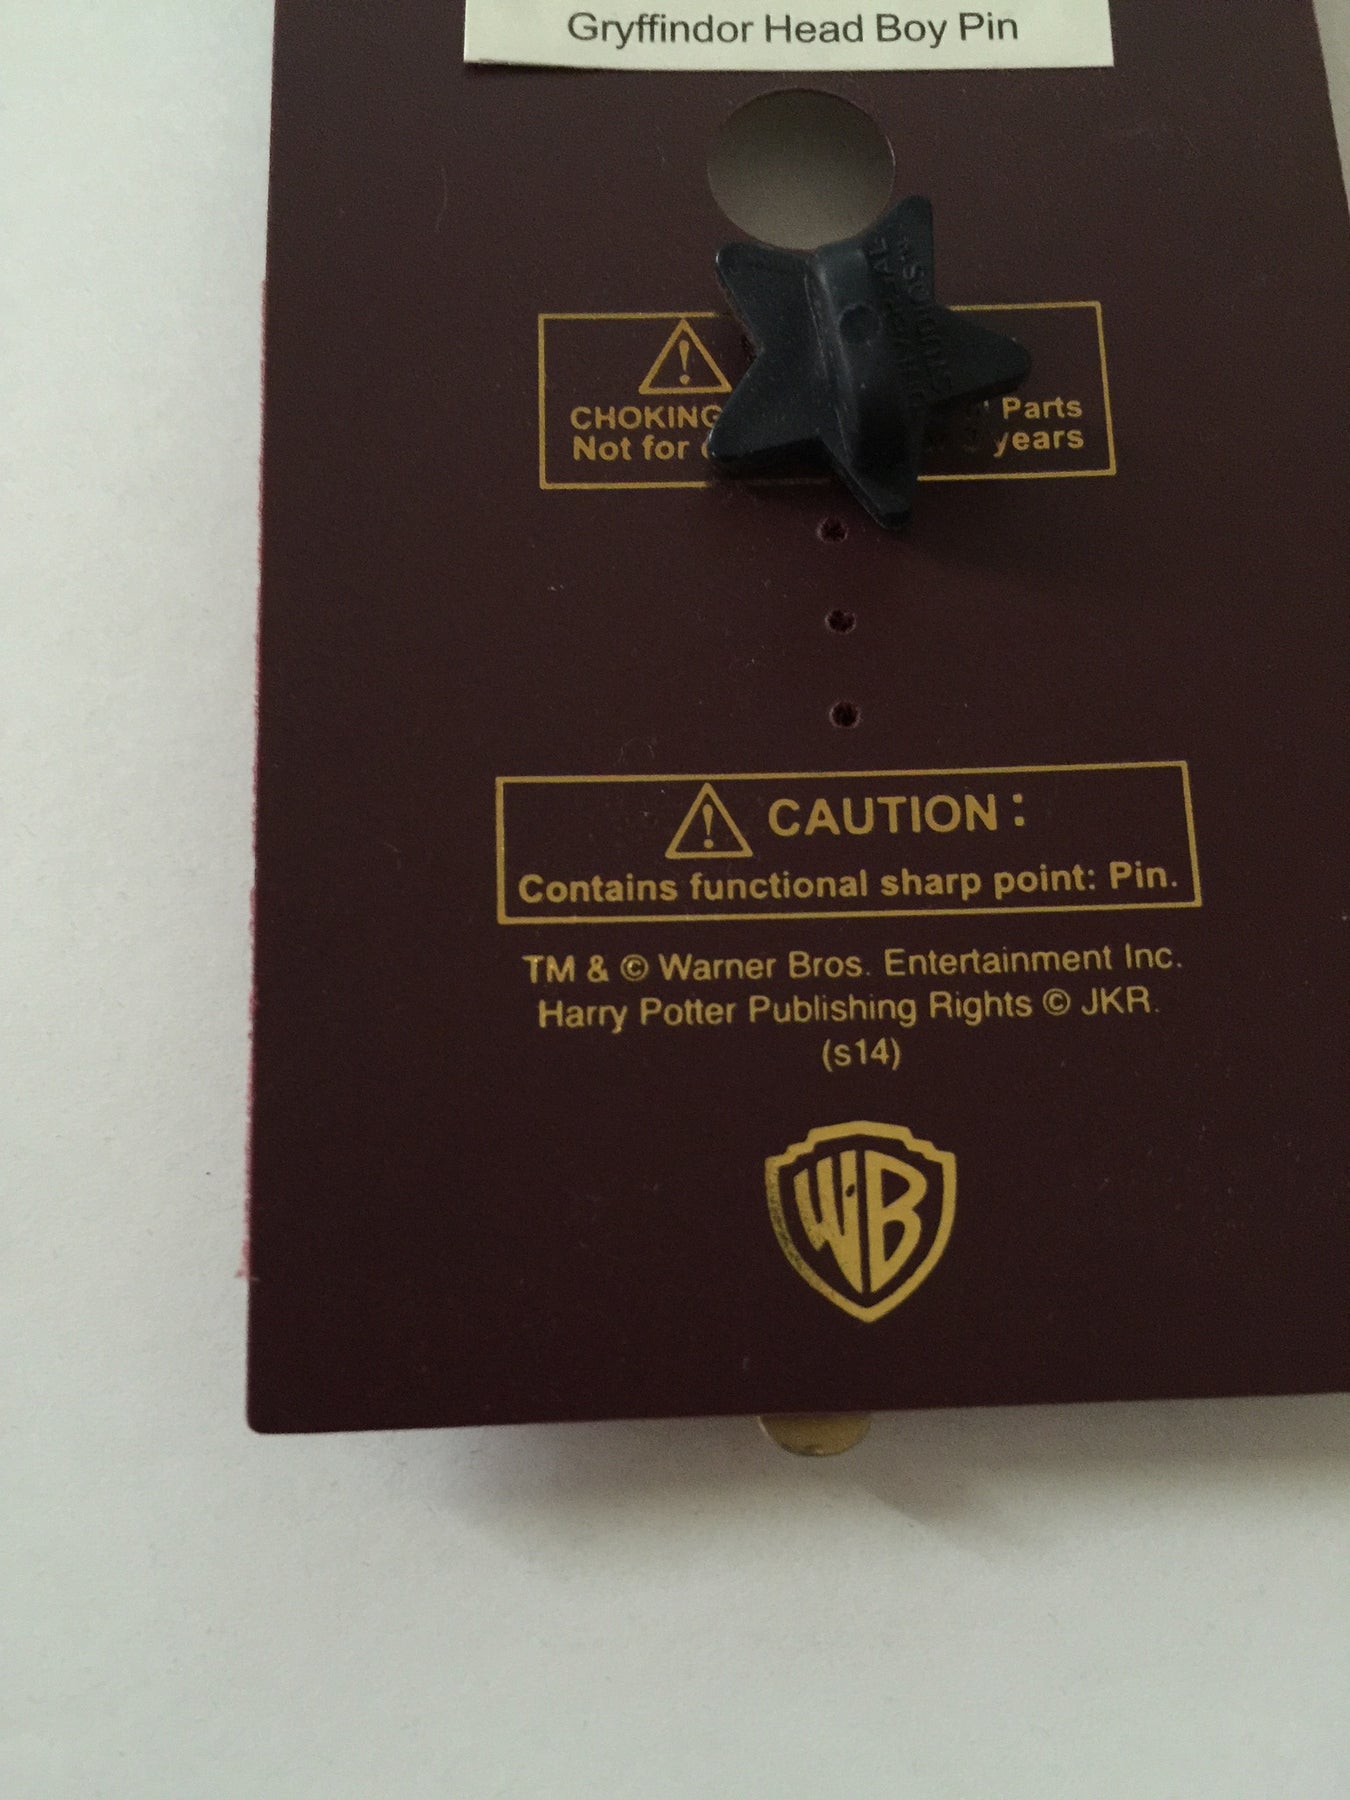 Gryffindor Head Boy Pin
CHOKING Parts
Not for years
CAUTION :
Contains functional sharp point: Pin.
TM & © Warner Bros. Entertainment Inc.
Harry Potter Publishing Rights © JKR.
(s14)
WB